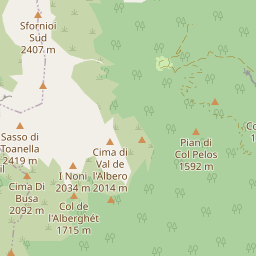 Sfornioi
Sud
2407 m
Sasso di
Toanella
2419 m
Cima di
Val de
l'Albero
2014 m
Pian di
Col Pelos
1592 m
I Noni
2034 m
Cima Di
Busa
2092 m
Col de
l'Alberghét
1715 m